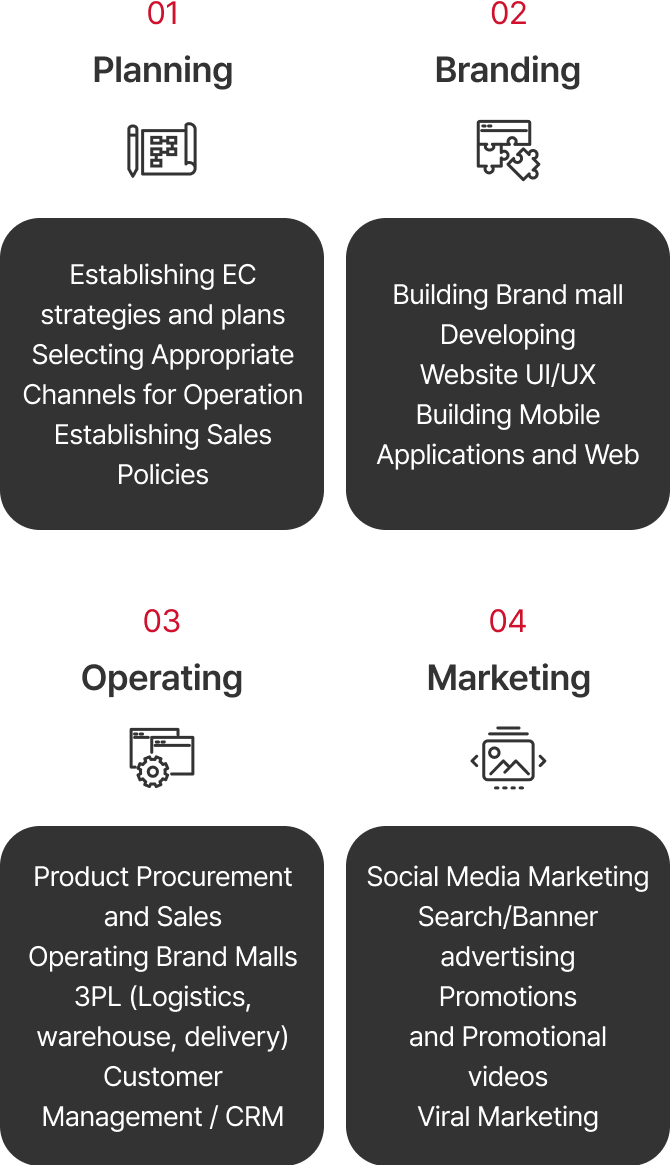 01
Planning
Establishing EC
strategies and plans
Selecting Appropriate
Channels for Operation
Establishing Sales
Policies
02
Branding
Building Brand mall
Developing
Website UI/UX
Building Mobile
Applications and Web
03
Operating
Product Procurement
and Sales
Operating Brand Malls
3PL (Logistics,
warehouse, delivery)
Customer
Management / CRM
04
Marketing
Social Media Marketing
Search/Banner
advertising
Promotions
and Promotional
videos
Viral Marketing